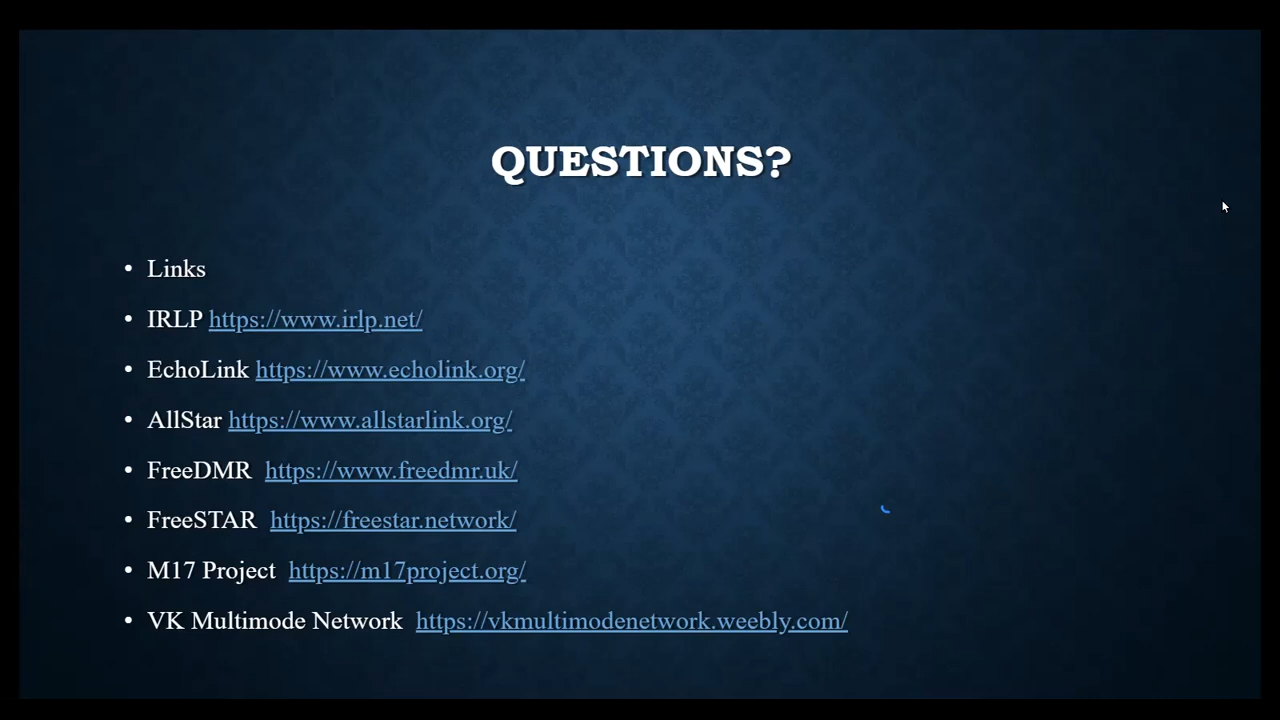 QUESTIONS?
• Links
• IRLP https://www.irlp.net/
• EchoLink https://www.echolink.org/
• AllStar https://www.allstarlink.org/
• FreeDMR https://www.freedmr.uk/
• FreeSTAR https://freestar.network/
• M17 Project https://m17project.org/
• VK Multimode Network https://vkmultimodenetwork.weebly.com/